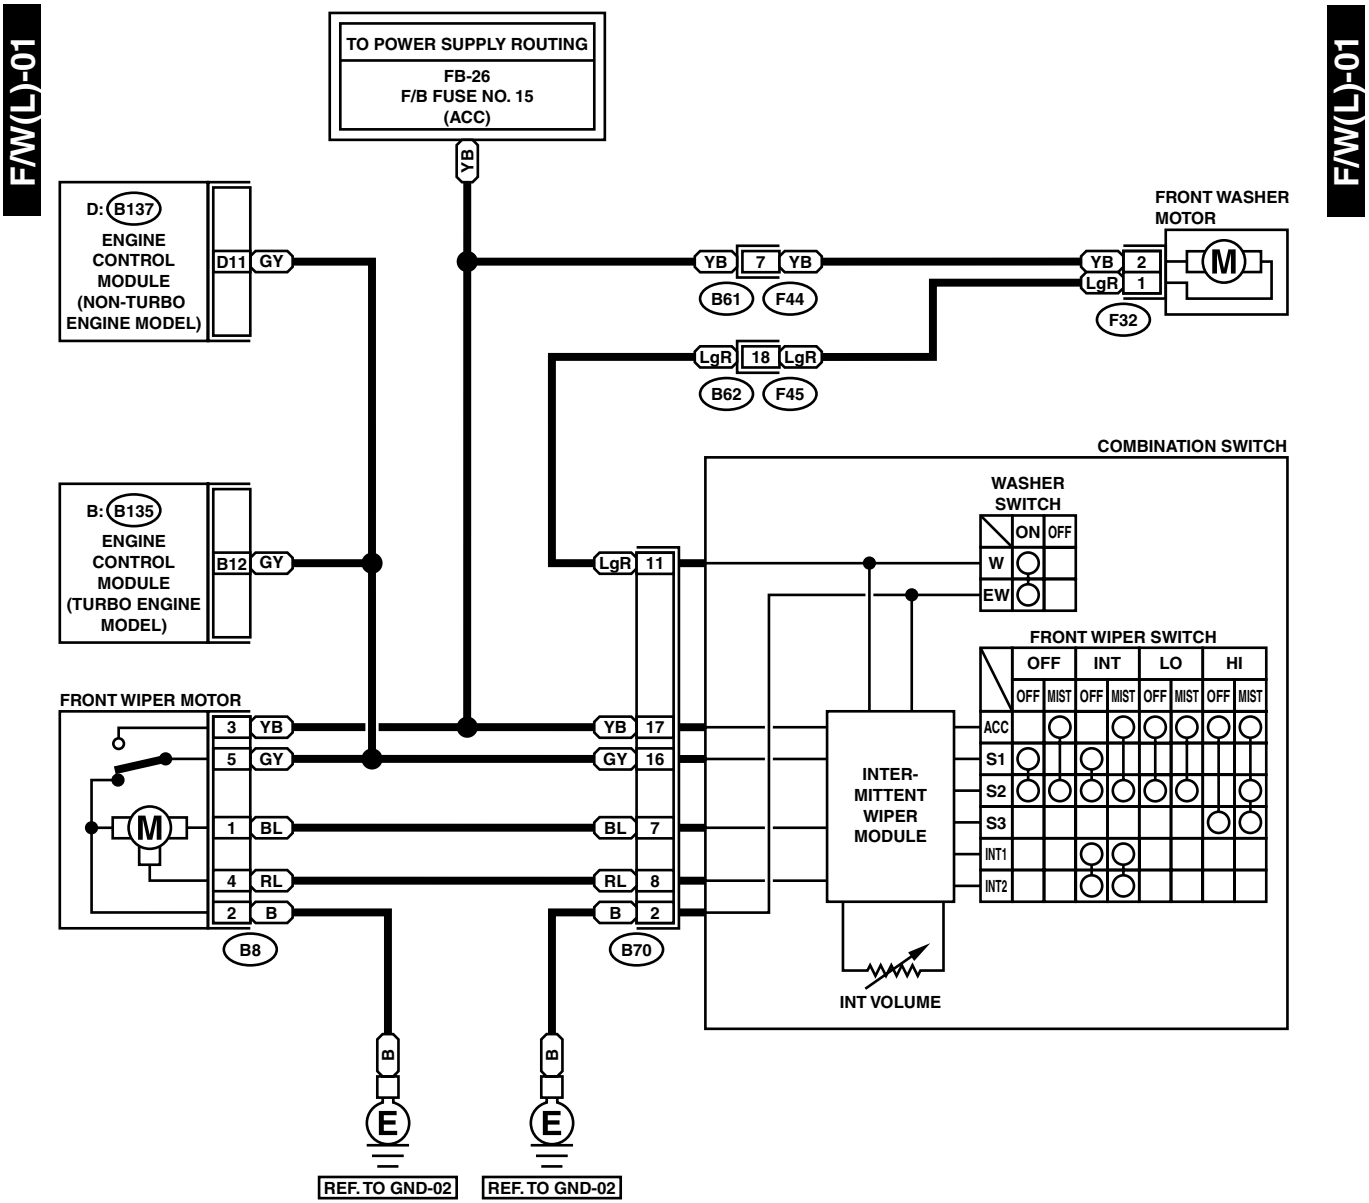 F/W(L)-01
F/W(L)-01
TO POWER SUPPLY ROUTING
FB-26
F/B FUSE NO. 15
(ACC)
YB
D: B137
ENGINE
CONTROL
MODULE
(NON-TURBO
ENGINE MODEL)
D11 GY
YB 7 YB
B61 F44
LgR 18 LgR
B62 F45
FRONT WASHER
MOTOR
YB 2
LgR 1
M
F32
B: B135
ENGINE
CONTROL
MODULE
(TURBO ENGINE
MODEL)
B12 GY
COMBINATION SWITCH
WASHER
SWITCH
ON OFF
W
EW
LgR 11
FRONT WIPER SWITCH
OFF INT LO HI
OFF MIST OFF MIST OFF MIST OFF MIST
ACC
S1
S2
S3
INT1
INT2
FRONT WIPER MOTOR
M
3 YB
5 GY
1 BL
4 RL
2 B
B8
YB 17
GY 16
BL 7
RL 8
B 2
B70
INTER-
MITTENT
WIPER
MODULE
INT VOLUME
B
B
E
E
REF. TO GND-02
REF. TO GND-02